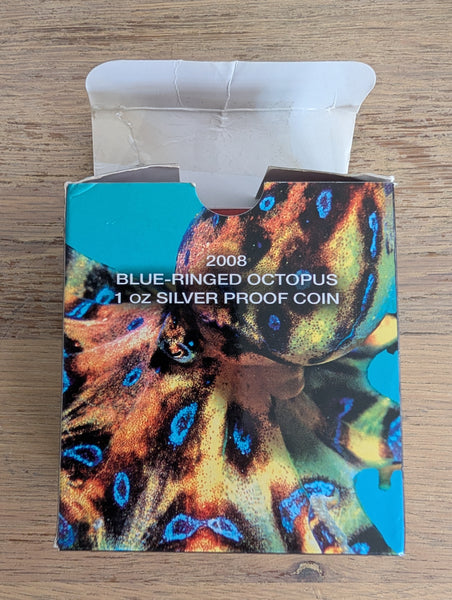 2008
BLUE-RINGED OCTOPUS
1 oz SILVER PROOF COIN